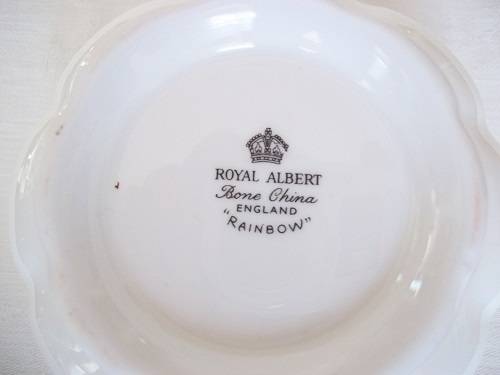 ROYAL ALBERT
Bone China
ENGLAND
"RAINBOW"